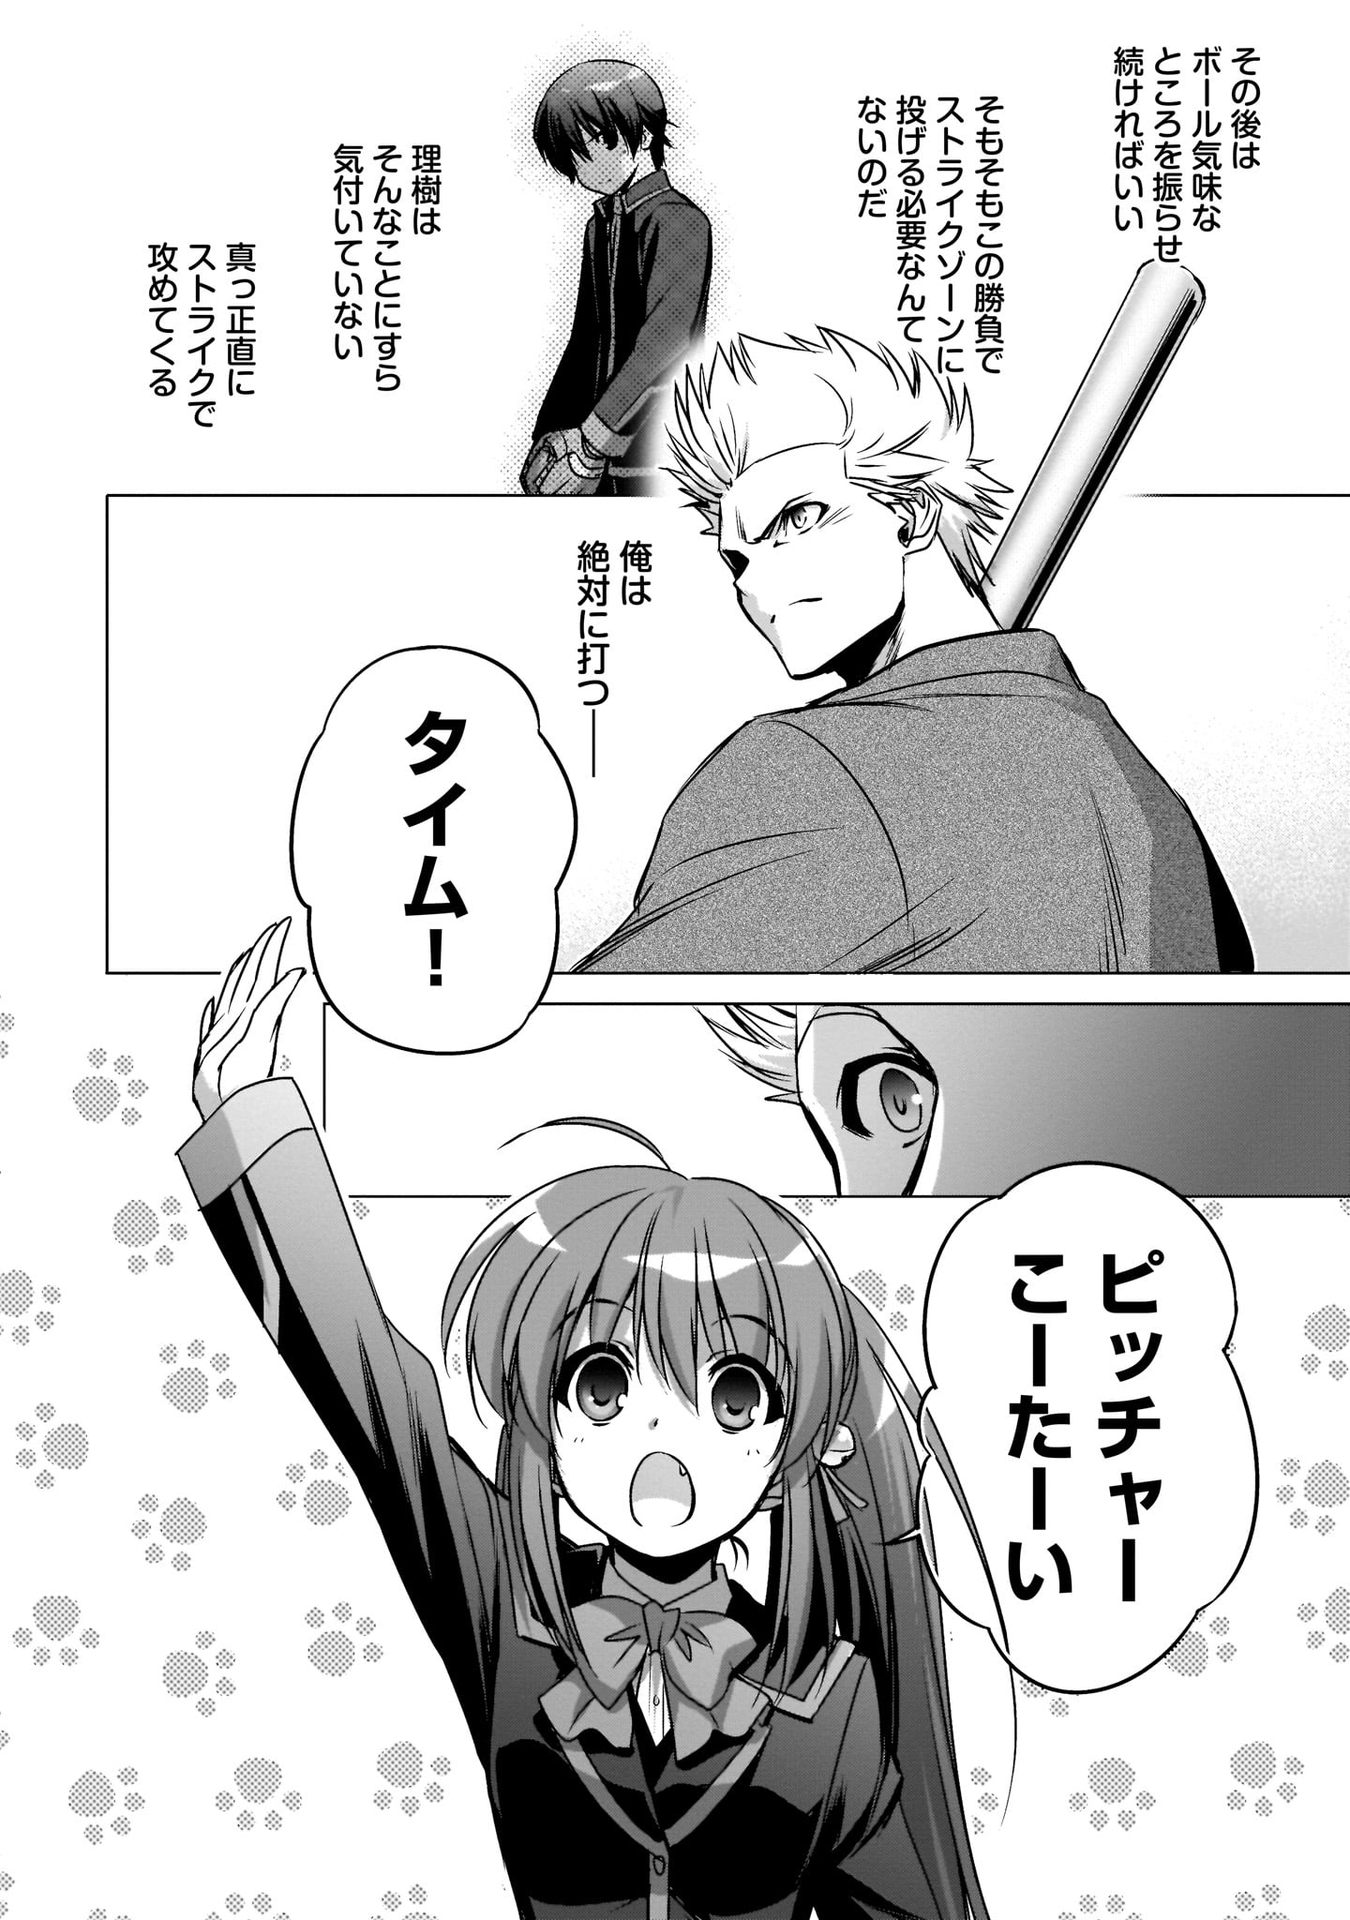 その後は
ボール気味な
ところを振らせ
続ければいい
そもそもこの勝負で
ストライクゾーンに
投げる必要なんて
ないのだ
理樹は
そんなことにすら
気付いていない
真っ正直に
ストライクで
攻めてくる
俺は
絶対に打つ――
タイム！
ピッチャー
こーたーい